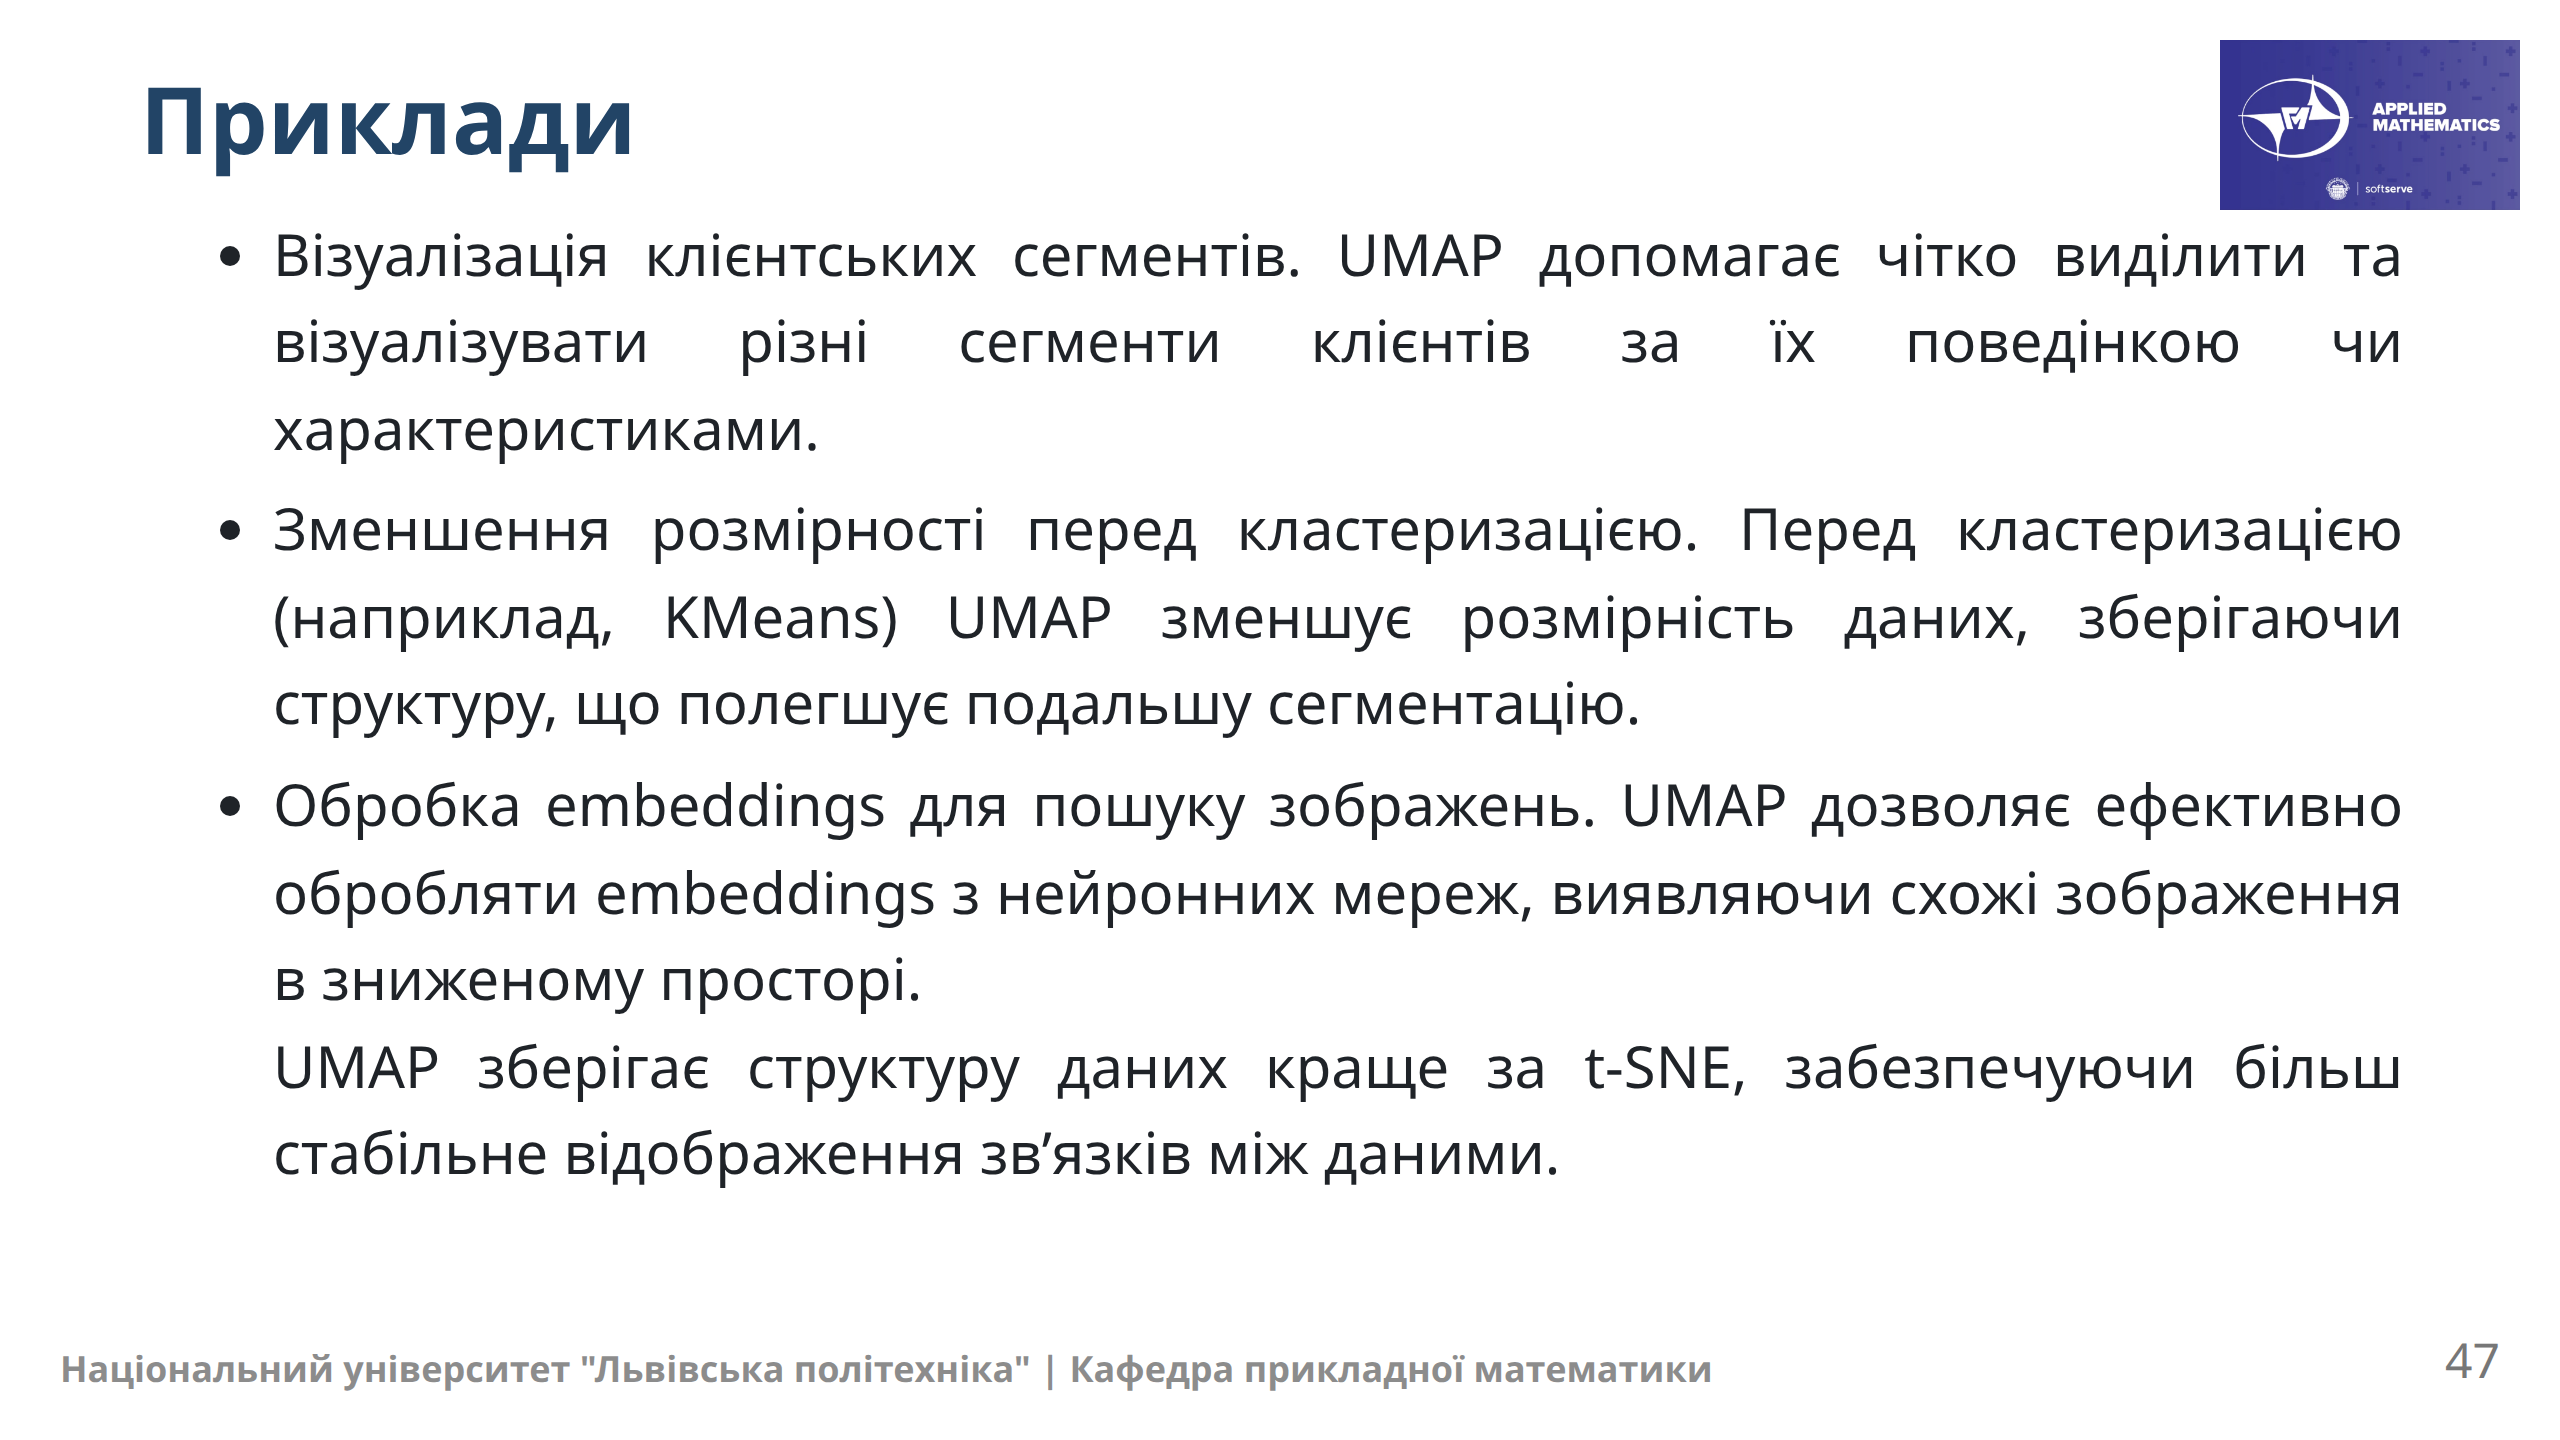 Приклади
APPLIED
MATHEMATICS
softserve
• Візуалізація клієнтських сегментів. UMAP допомагає чітко виділити та
візуалізувати різні сегменти клієнтів за їх поведінкою чи
характеристиками.
• Зменшення розмірності перед кластеризацією. Перед кластеризацією
(наприклад, KMeans) UMAP зменшує розмірність даних, зберігаючи
структуру, що полегшує подальшу сегментацію.
• Обробка embeddings для пошуку зображень. UMAP дозволяє ефективно
обробляти embeddings з нейронних мереж, виявляючи схожі зображення
в зниженому просторі.
UMAP зберігає структуру даних краще за t-SNE, забезпечуючи більш
стабільне відображення зв’язків між даними.
Національний університет "Львівська політехніка" | Кафедра прикладної математики
47